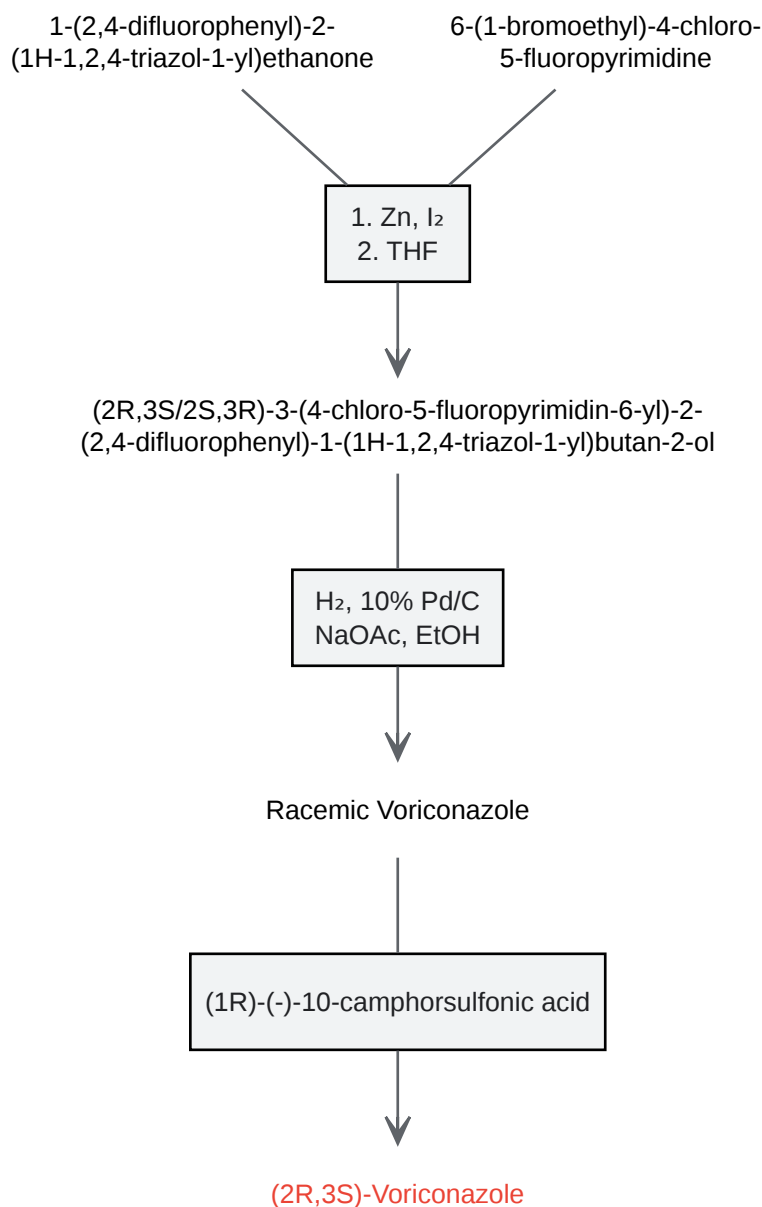 1-(2,4-difluorophenyl)-2-
(1H-1,2,4-triazol-1-yl)ethanone
6-(1-bromoethyl)-4-chloro-
5-fluoropyrimidine
1. Zn, I₂
2. THF
(2R,3S/2S,3R)-3-(4-chloro-5-fluoropyrimidin-6-yl)-2-
(2,4-difluorophenyl)-1-(1H-1,2,4-triazol-1-yl)butan-2-ol
H₂, 10% Pd/C
NaOAc, EtOH
Racemic Voriconazole
(1R)-(-)-10-camphorsulfonic acid
(2R,3S)-Voriconazole